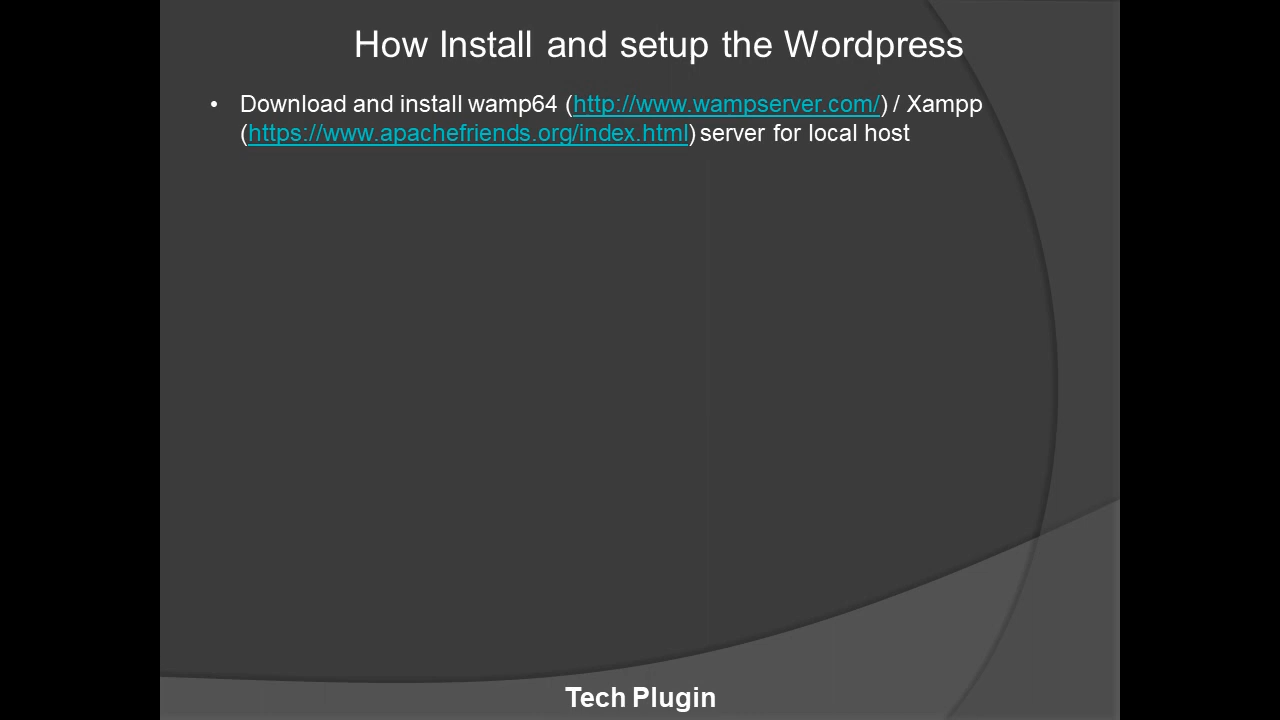 How Install and setup the Wordpress
• Download and install wamp64 (http://www.wampserver.com/) / Xampp
(https://www.apachefriends.org/index.html) server for local host
Tech Plugin